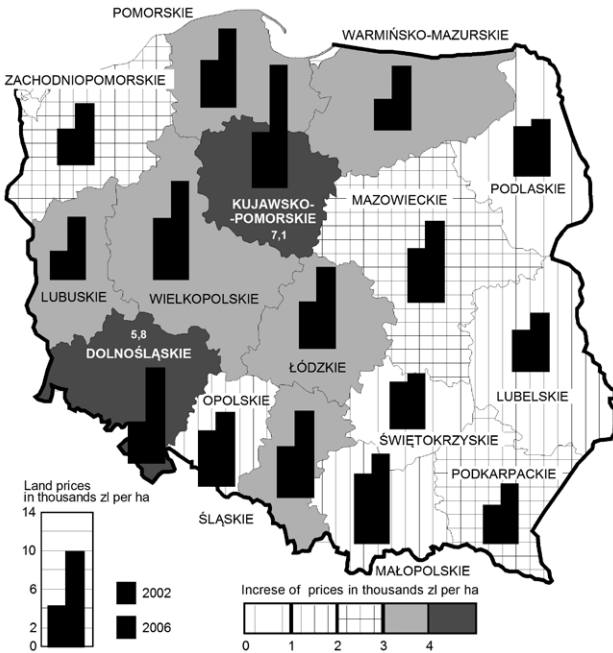 POMORSKIE
WARMIŃSKO-MAZURSKIE
ZACHODNIOPOMORSKIE
KUJAWSKO-
-POMORSKIE
7,1
MAZOWIECKIE
PODLASKIE
LUBUSKIE
WIELKOPOLSKIE
5,8
DOLNOŚLĄSKIE
ŁÓDZKIE
LUBELSKIE
OPOLSKIE
ŚWIĘTOKRZYSKIE
PODKARPACKIE
ŚLĄSKIE
MAŁOPOLSKIE
Land prices
in thousands zl per ha
14
10
6
2
0
2002
2006
Increse of prices in thousands zl per ha
0 1 2 3 4